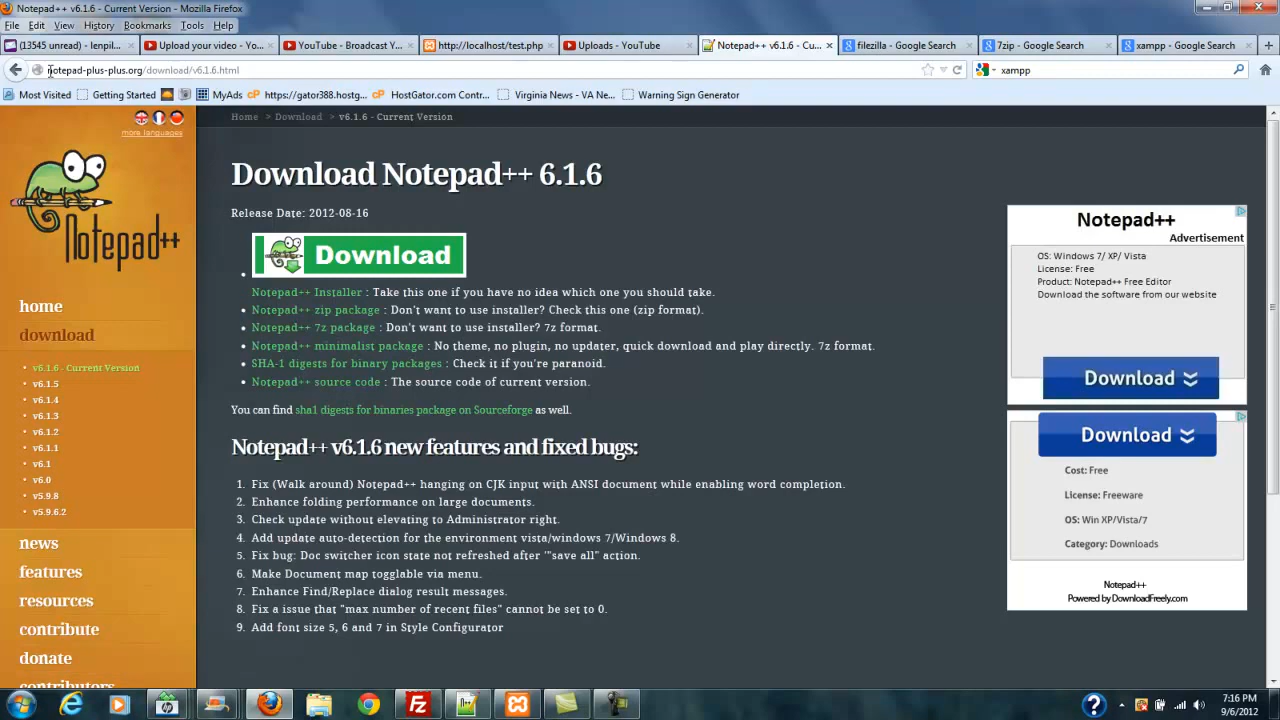 Notepad++ v6.1.6 - Current Version - Mozilla Firefox
File Edit View History Bookmarks Tools Help
(13545 unread) - lenpil... Upload your video - Yo... YouTube - Broadcast Y... http://localhost/test.php Uploads - YouTube Notepad++ v6.1.6 - Cu... filezilla - Google Search 7zip - Google Search xampp - Google Search
notepad-plus-plus.org/download/v6.1.6.html xampp
Most Visited Getting Started MyAds https://gator388.hostg... HostGator.com Contr... Virginia News - VA Ne... Warning Sign Generator
more languages
Notepad++
home
download
v6.1.6 - Current Version
v6.1.5
v6.1.4
v6.1.3
v6.1.2
v6.1.1
v6.1
v6.0
v5.9.8
v5.9.6.2
news
features
resources
contribute
donate
contributors
Home > Download > v6.1.6 - Current Version
Download Notepad++ 6.1.6
Release Date: 2012-08-16
Download
Notepad++ Installer : Take this one if you have no idea which one you should take.
Notepad++ zip package : Don't want to use installer? Check this one (zip format).
Notepad++ 7z package : Don't want to use installer? 7z format.
Notepad++ minimalist package : No theme, no plugin, no updater, quick download and play directly. 7z format.
SHA-1 digests for binary packages : Check it if you're paranoid.
Notepad++ source code : The source code of current version.
You can find sha1 digests for binaries package on Sourceforge as well.
Notepad++ v6.1.6 new features and fixed bugs:
1. Fix (Walk around) Notepad++ hanging on CJK input with ANSI document while enabling word completion.
2. Enhance folding performance on large documents.
3. Check update without elevating to Administrator right.
4. Add update auto-detection for the environment vista/windows 7/Windows 8.
5. Fix bug: Doc switcher icon state not refreshed after '"save all" action.
6. Make Document map togglable via menu.
7. Enhance Find/Replace dialog result messages.
8. Fix a issue that "max number of recent files" cannot be set to 0.
9. Add font size 5, 6 and 7 in Style Configurator
Notepad++
Advertisement
OS: Windows 7/ XP/ Vista
License: Free
Product: Notepad++ Free Editor
Download the software from our website
Download
Download
Cost: Free
License: Freeware
OS: Win XP/Vista/7
Category: Downloads
Notepad++
Powered by DownloadFreely.com
7:16 PM
9/6/2012